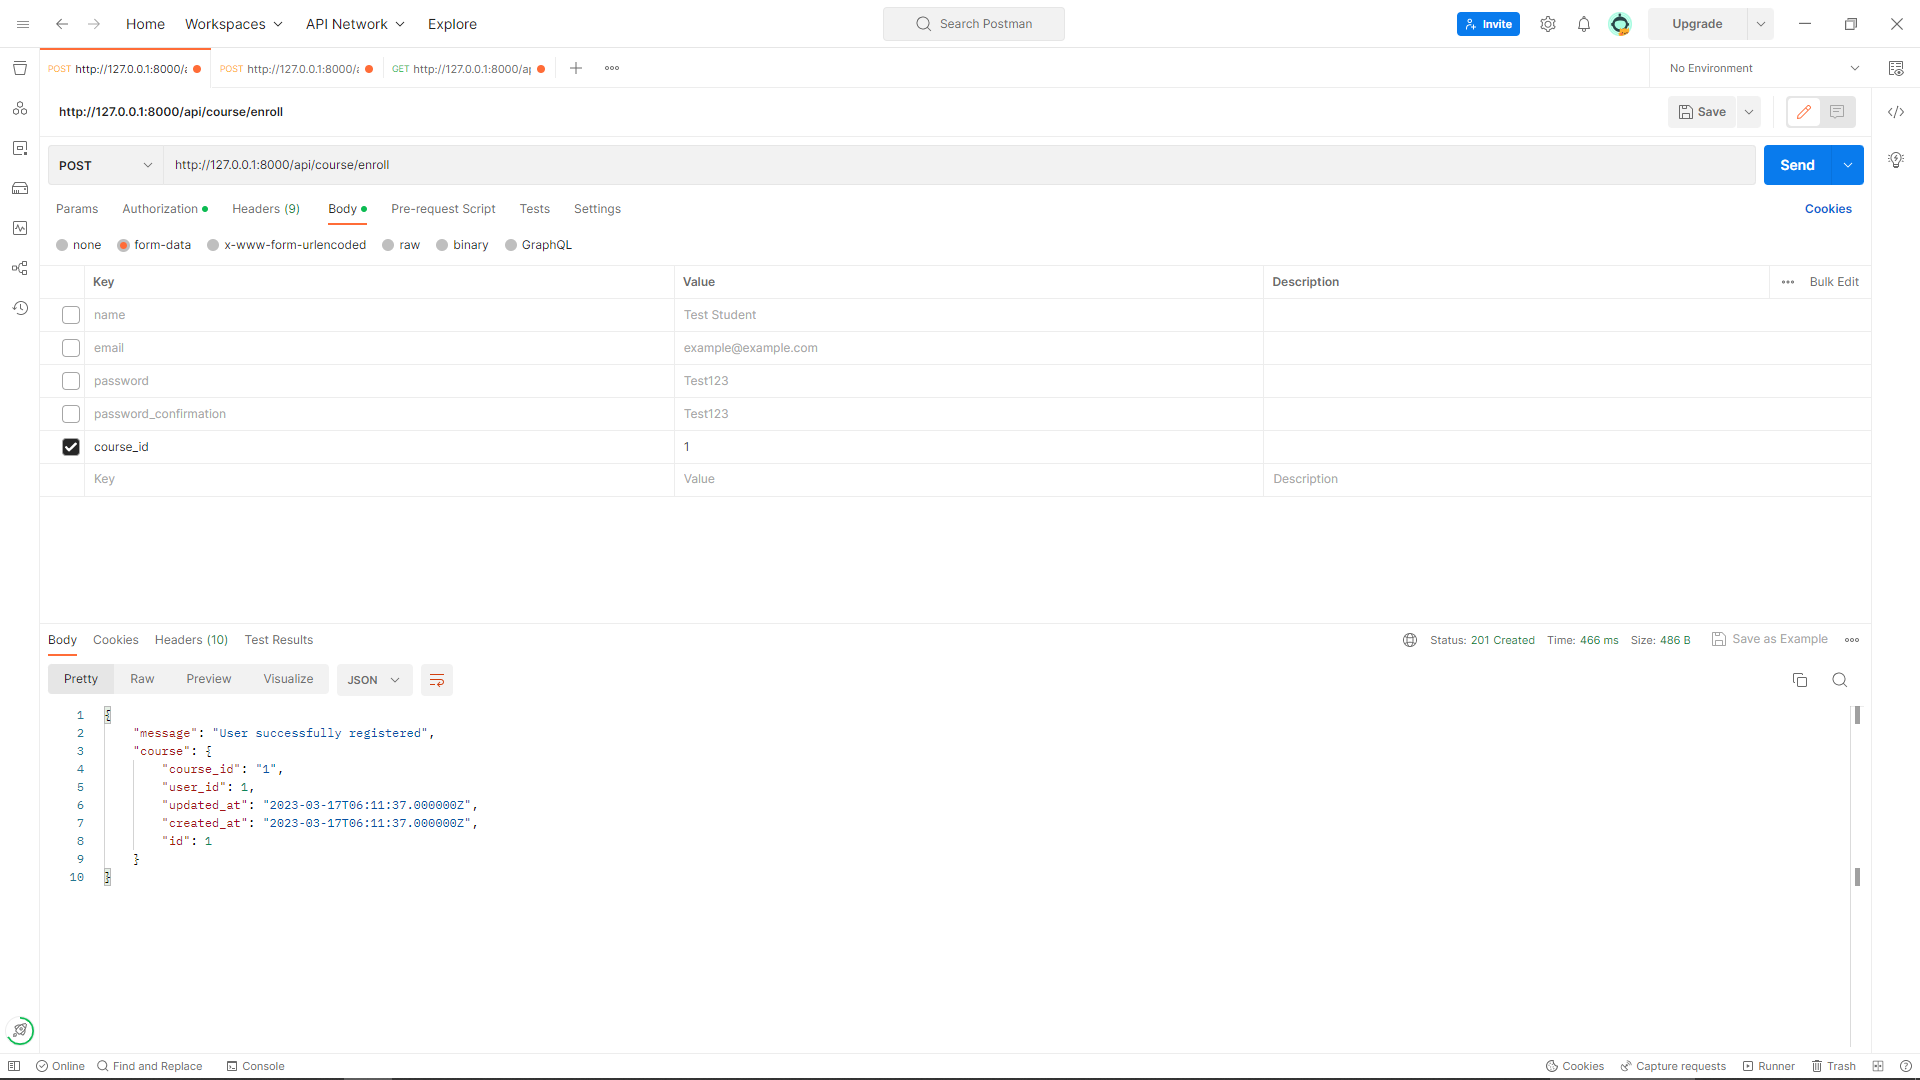 Home Workspaces API Network Explore Search Postman Invite Upgrade
POST http://127.0.0.1:8000/a POST http://127.0.0.1:8000/a GET http://127.0.0.1:8000/ap No Environment
http://127.0.0.1:8000/api/course/enroll Save
POST http://127.0.0.1:8000/api/course/enroll Send
Params Authorization Headers (9) Body Pre-request Script Tests Settings Cookies
none form-data x-www-form-urlencoded raw binary GraphQL
Key Value Description Bulk Edit
name Test Student
email example@example.com
password Test123
password_confirmation Test123
course_id 1
Key Value Description
Body Cookies Headers (10) Test Results Status: 201 Created Time: 466 ms Size: 486 B Save as Example
Pretty Raw Preview Visualize JSON
1 {
2 "message": "User successfully registered",
3 "course": {
4 "course_id": "1",
5 "user_id": 1,
6 "updated_at": "2023-03-17T06:11:37.000000Z",
7 "created_at": "2023-03-17T06:11:37.000000Z",
8 "id": 1
9 }
10 }
Online Find and Replace Console Cookies Capture requests Runner Trash